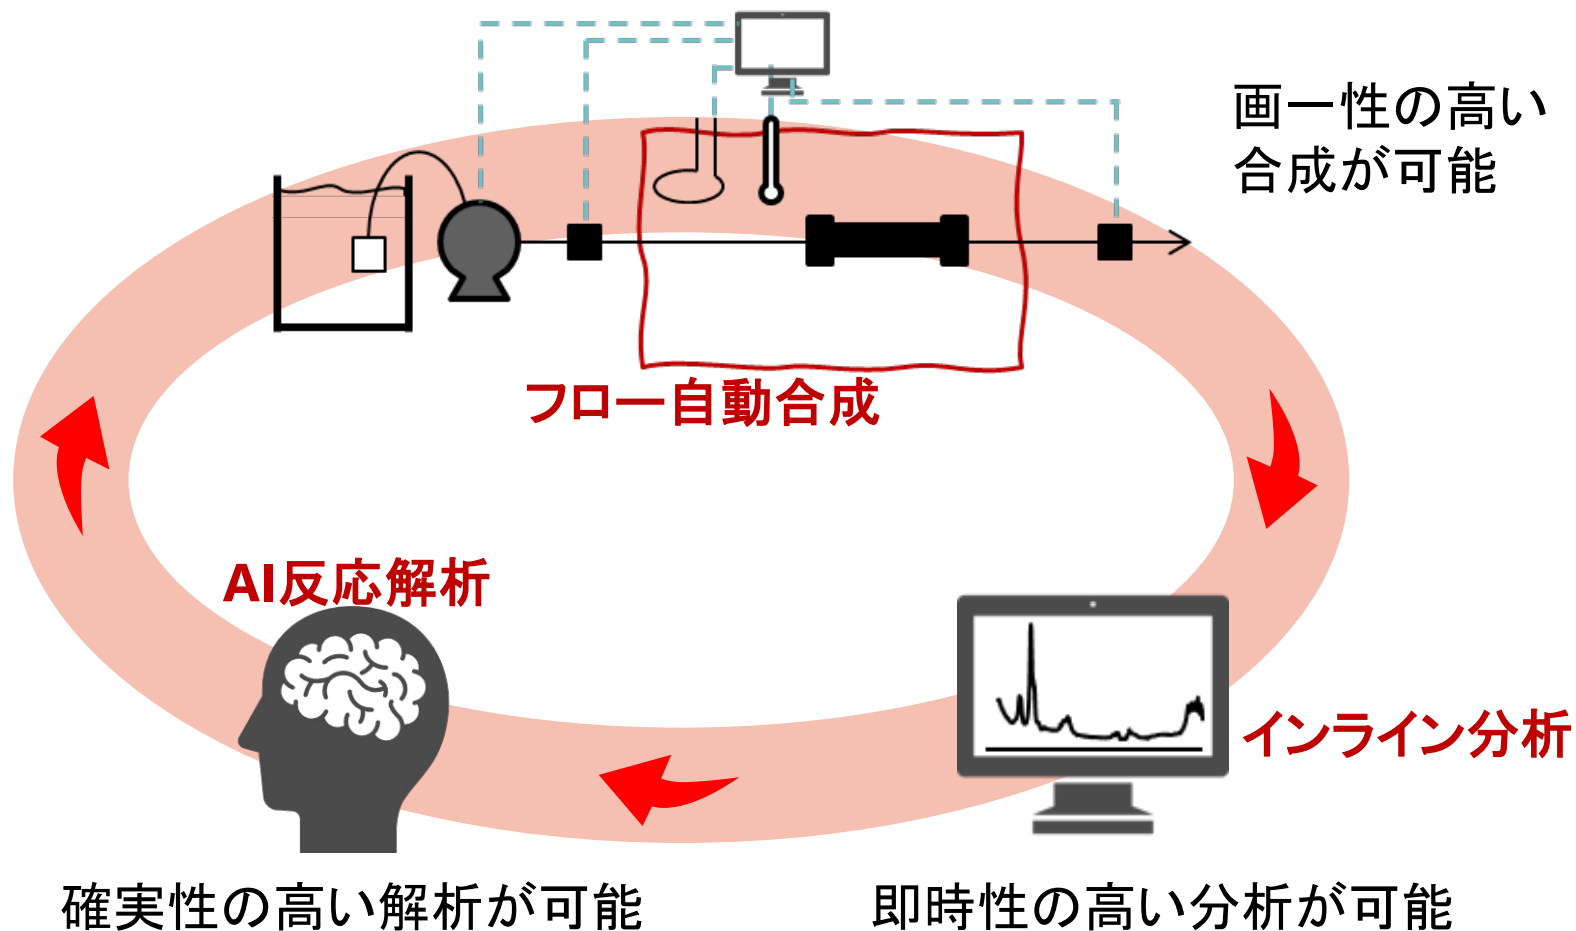 画一性の高い
合成が可能
フロー自動合成
AI反応解析
インライン分析
確実性の高い解析が可能
即時性の高い分析が可能